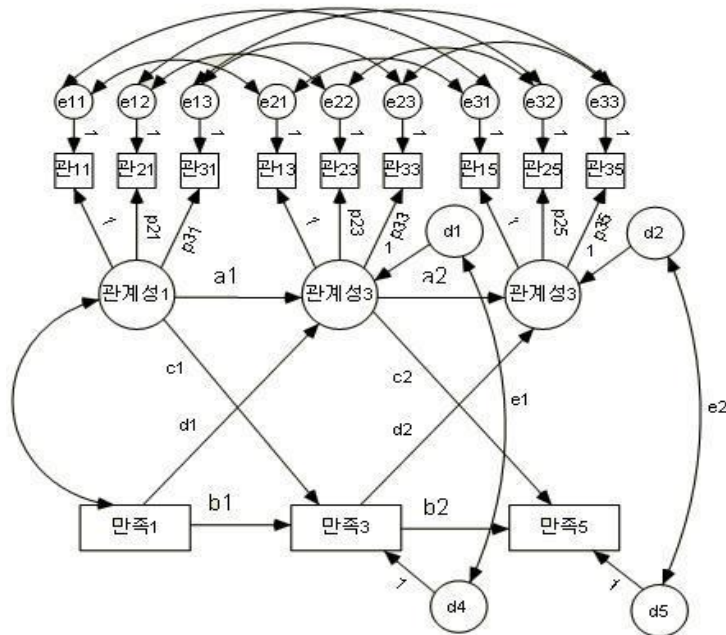 e11 e12 e13 e21 e22 e23 e31 e32 e33
1 1 1 1 1 1 1 1 1
관11 관21 관31 관13 관23 관33 관15 관25 관35
1 p21 p31 1 p23 p33 1 p25 p35
d1 d2
1 1
관계성1 a1 관계성3 a2 관계성3
c1 c2
d1 d2 e1 e2
만족1 b1 만족3 b2 만족5
1 1
d4 d5